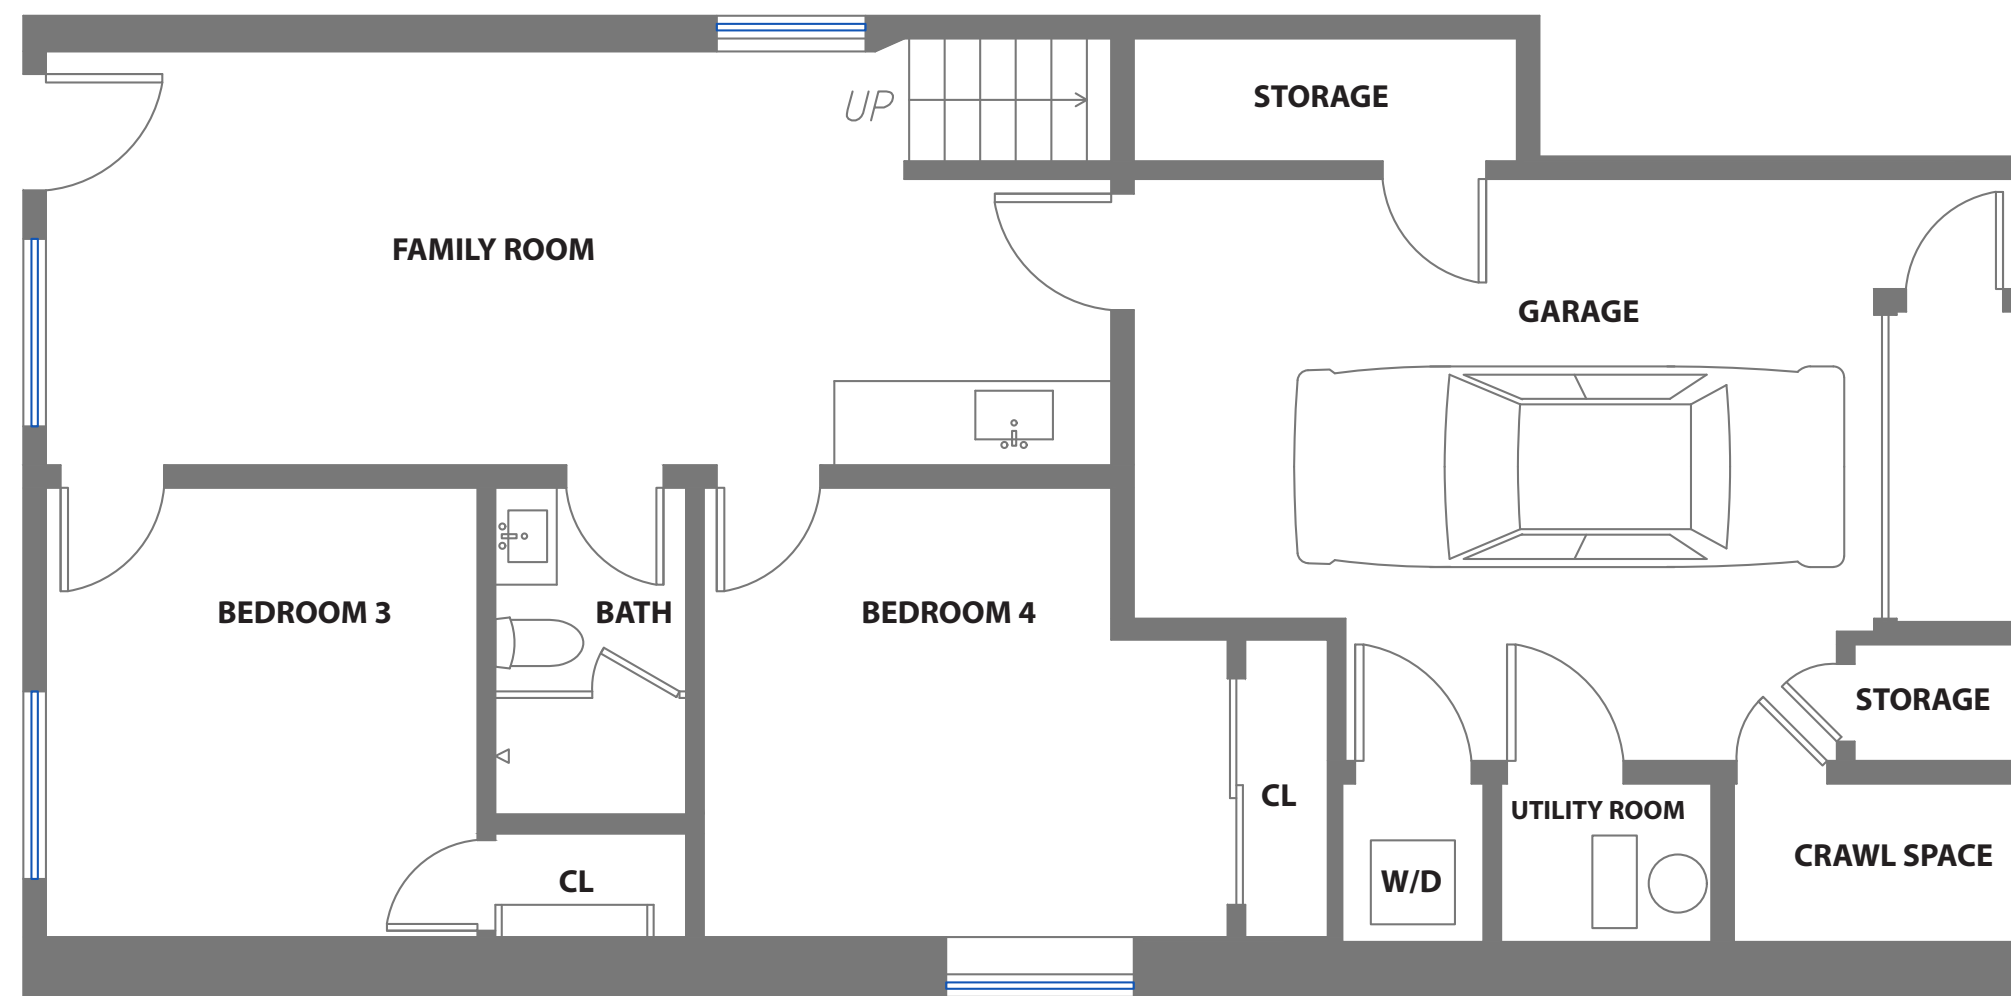 STORAGE
UP
FAMILY ROOM
GARAGE
BEDROOM 3
BATH
BEDROOM 4
STORAGE
CL
UTILITY ROOM
CRAWL SPACE
CL
W/D